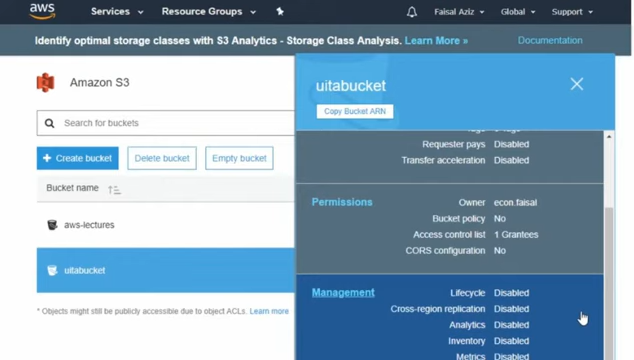 aws Services Resource Groups Faisal Aziz Global Support
Identify optimal storage classes with S3 Analytics - Storage Class Analysis. Learn More » Documentation
Amazon S3
Search for buckets
+ Create bucket Delete bucket Empty bucket
Bucket name
aws-lectures
uitabucket
* Objects might still be publicly accessible due to object ACLs. Learn more
uitabucket
Copy Bucket ARN
Requester pays Disabled
Transfer acceleration Disabled
Permissions
Owner econ.faisal
Bucket policy No
Access control list 1 Grantees
CORS configuration No
Management
Lifecycle Disabled
Cross-region replication Disabled
Analytics Disabled
Inventory Disabled
Metrics Disabled